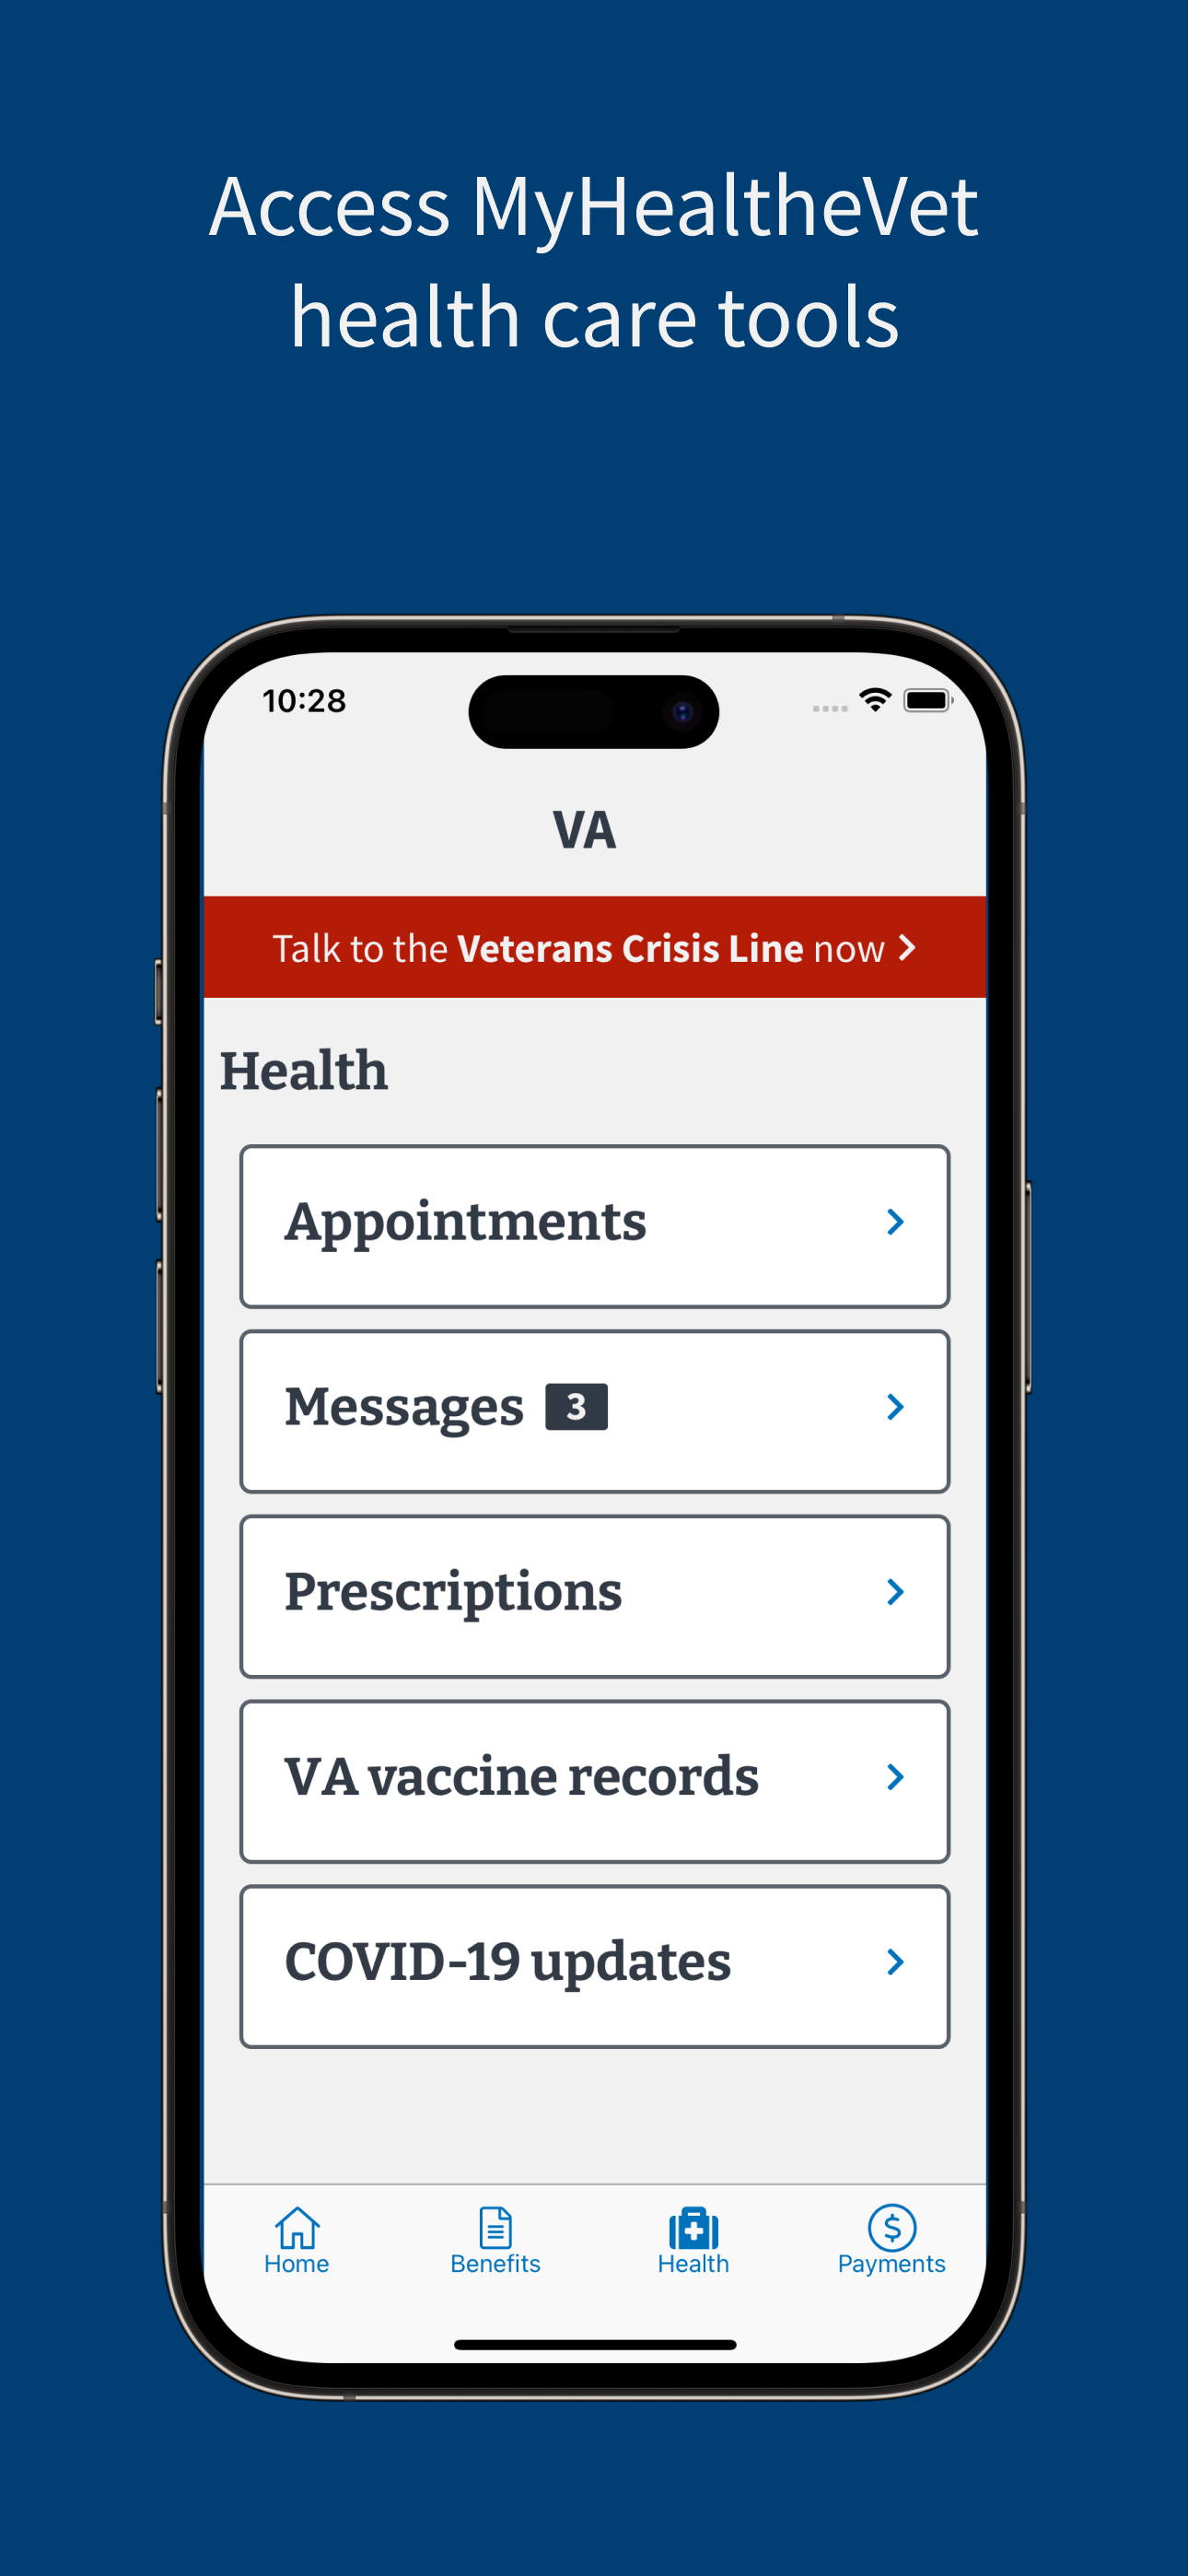 Access MyHealtheVet
health care tools
10:28
VA
Talk to the Veterans Crisis Line now
Health
Appointments
Messages 3
Prescriptions
VA vaccine records
COVID-19 updates
Home Benefits Health Payments